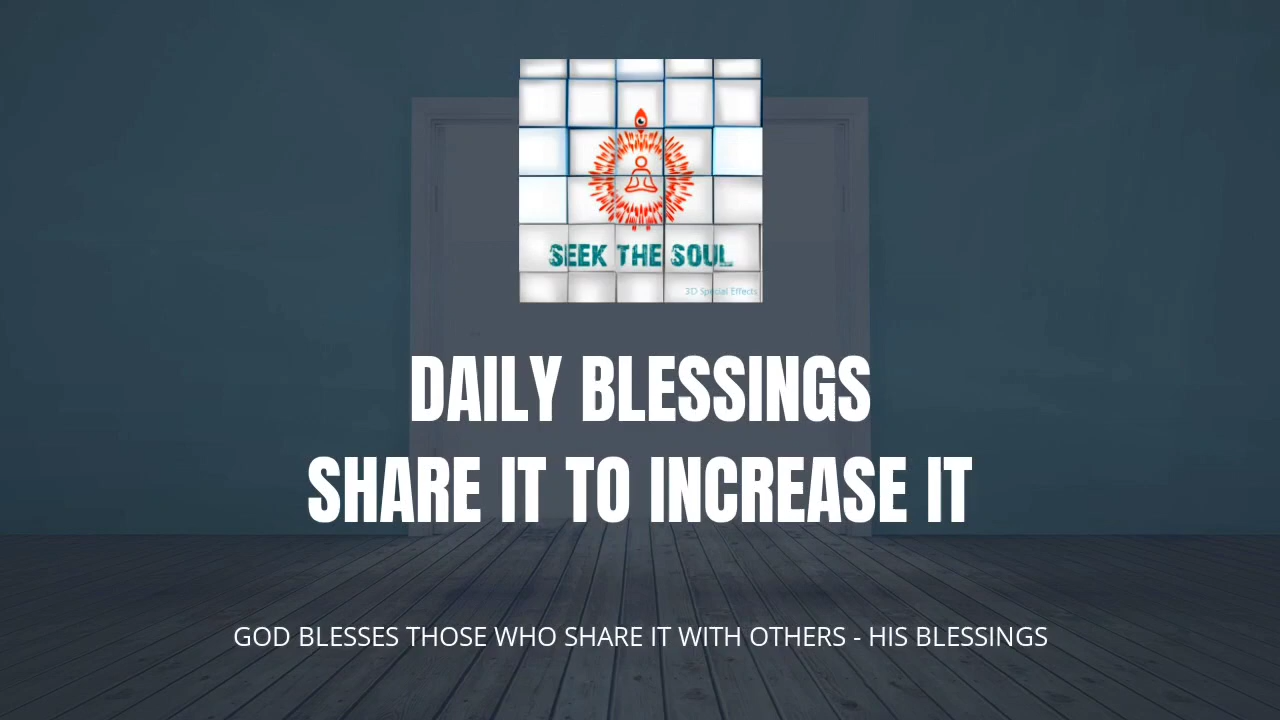 SEEK THE SOUL
3D Special Effects
DAILY BLESSINGS
SHARE IT TO INCREASE IT
GOD BLESSES THOSE WHO SHARE IT WITH OTHERS - HIS BLESSINGS